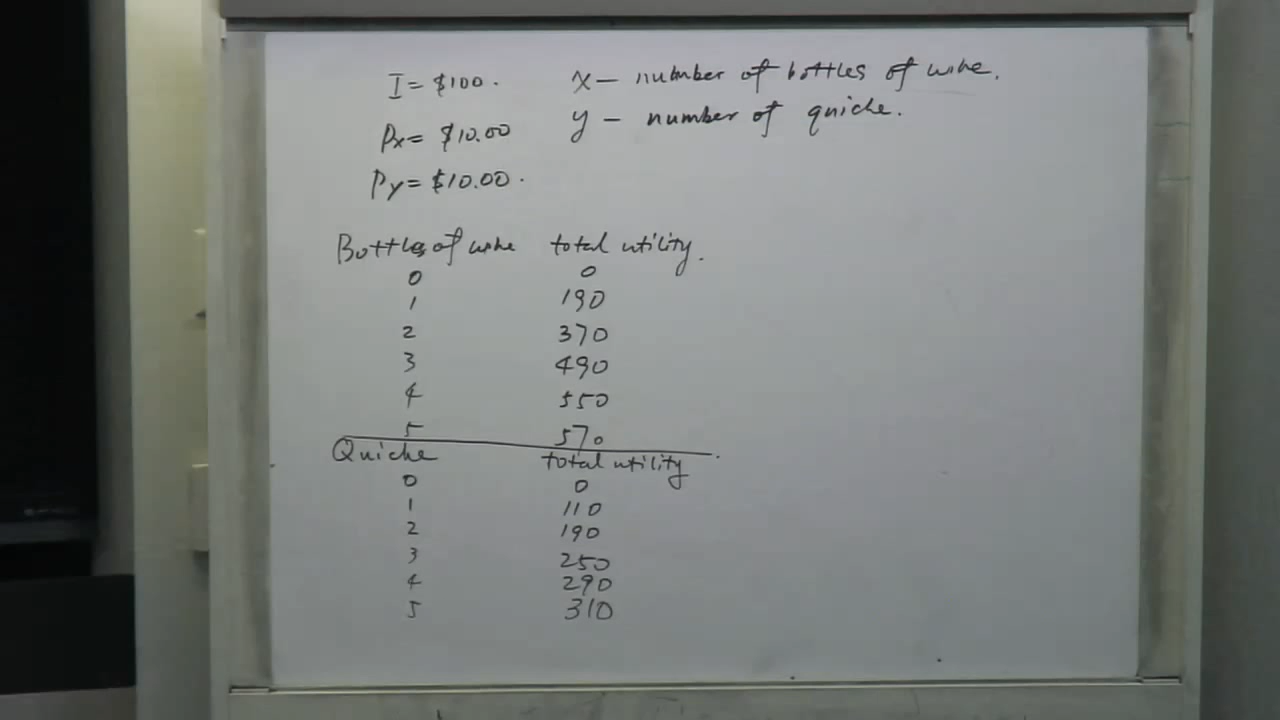 I = $100.    x – number of bottles of wine.
Px = $10.00    y – number of quiche.
Py = $10.00.
Bottles of wine    total utility.
0    0
1    190
2    370
3    490
4    550
5    570
Quiche    total utility
0    0
1    110
2    190
3    250
4    290
5    310